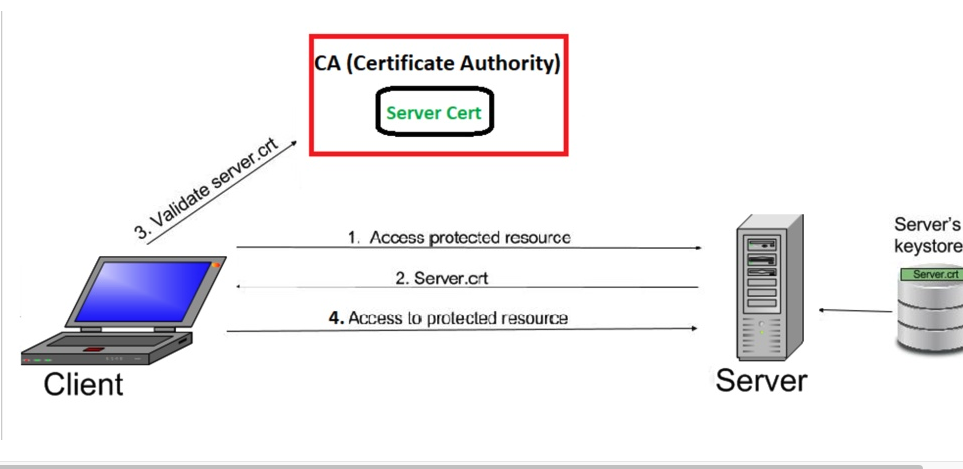 CA (Certificate Authority)
Server Cert
3. Validate server.crt
1. Access protected resource
2. Server.crt
4. Access to protected resource
Client
Server
Server's
keystore
Server.crt